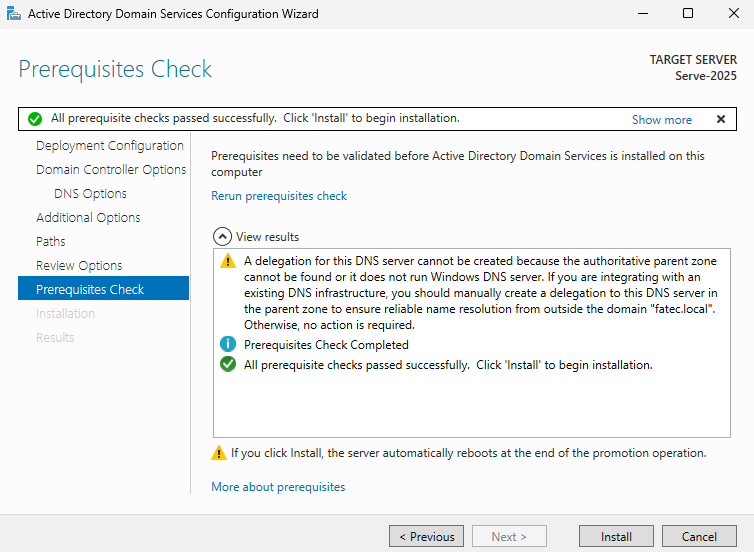 Active Directory Domain Services Configuration Wizard
Prerequisites Check
TARGET SERVER
Serve-2025
All prerequisite checks passed successfully.  Click 'Install' to begin installation.
Show more
Deployment Configuration
Domain Controller Options
DNS Options
Additional Options
Paths
Review Options
Prerequisites Check
Installation
Results
Prerequisites need to be validated before Active Directory Domain Services is installed on this
computer
Rerun prerequisites check
View results
A delegation for this DNS server cannot be created because the authoritative parent zone
cannot be found or it does not run Windows DNS server. If you are integrating with an
existing DNS infrastructure, you should manually create a delegation to this DNS server in
the parent zone to ensure reliable name resolution from outside the domain "fatec.local".
Otherwise, no action is required.
Prerequisites Check Completed
All prerequisite checks passed successfully.  Click 'Install' to begin installation.
If you click Install, the server automatically reboots at the end of the promotion operation.
More about prerequisites
< Previous
Next >
Install
Cancel